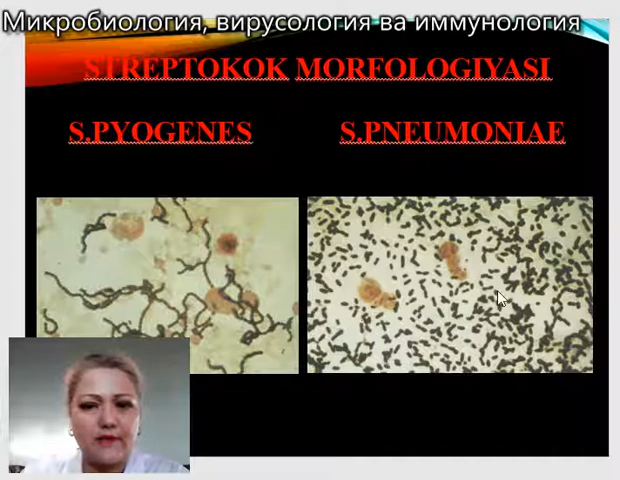 Микробиология, вирусология ва иммунология
STREPTOKOK MORFOLOGIYASI
S.PYOGENES
S.PNEUMONIAE